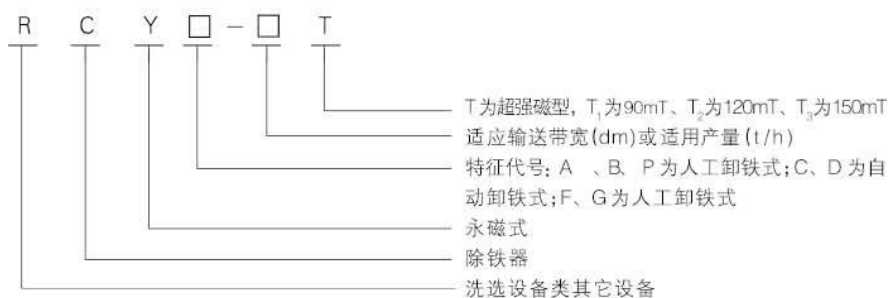 R C Y □ - □ T
T为超强磁型, T₁为90mT、T₂为120mT、T₃为150mT
适应输送带宽(dm)或适用产量(t/h)
特征代号: A 、B、P为人工卸铁式;C、D为自
动卸铁式;F、G为人工卸铁式
永磁式
除铁器
洗选设备类其它设备